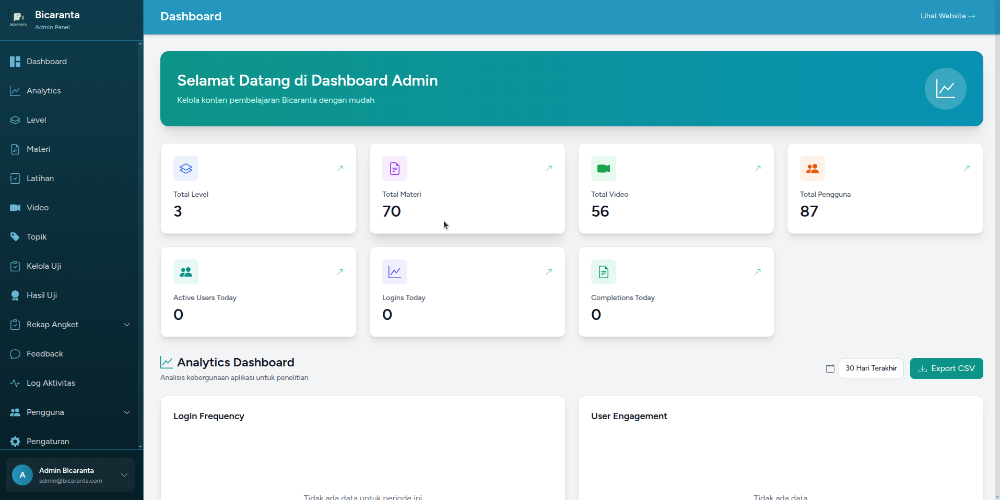 BICARANTA
Bicaranta
Admin Panel
Dashboard
Analytics
Level
Materi
Latihan
Video
Topik
Kelola Uji
Hasil Uji
Rekap Angket
Feedback
Log Aktivitas
Pengguna
Pengaturan
A
Admin Bicaranta
admin@bicaranta.com
Dashboard
Lihat Website →
Selamat Datang di Dashboard Admin
Kelola konten pembelajaran Bicaranta dengan mudah
Total Level
3
Total Materi
70
Total Video
56
Total Pengguna
87
Active Users Today
0
Logins Today
0
Completions Today
0
Analytics Dashboard
Analisis kebergunaan aplikasi untuk penelitian
30 Hari Terakhir
Export CSV
Login Frequency
Tidak ada data untuk periode ini
User Engagement
Tidak ada data